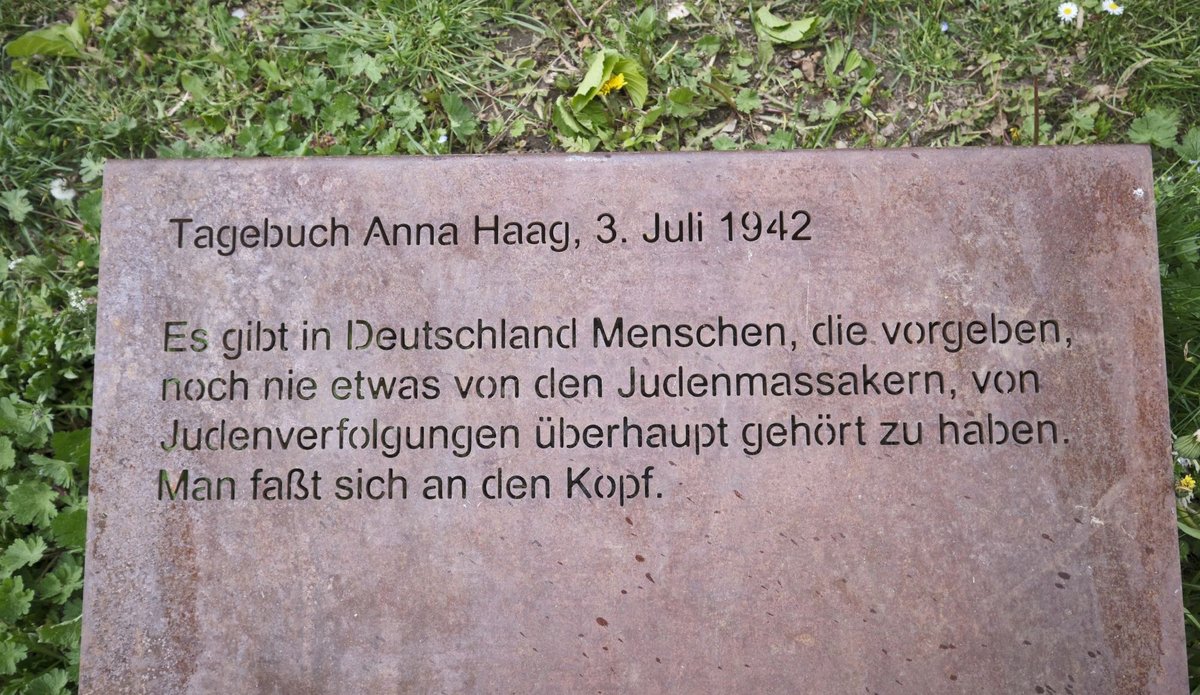 Tagebuch Anna Haag, 3. Juli 1942
Es gibt in Deutschland Menschen, die vorgeben,
noch nie etwas von den Judenmassakern, von
Judenverfolgungen überhaupt gehört zu haben.
Man faßt sich an den Kopf.